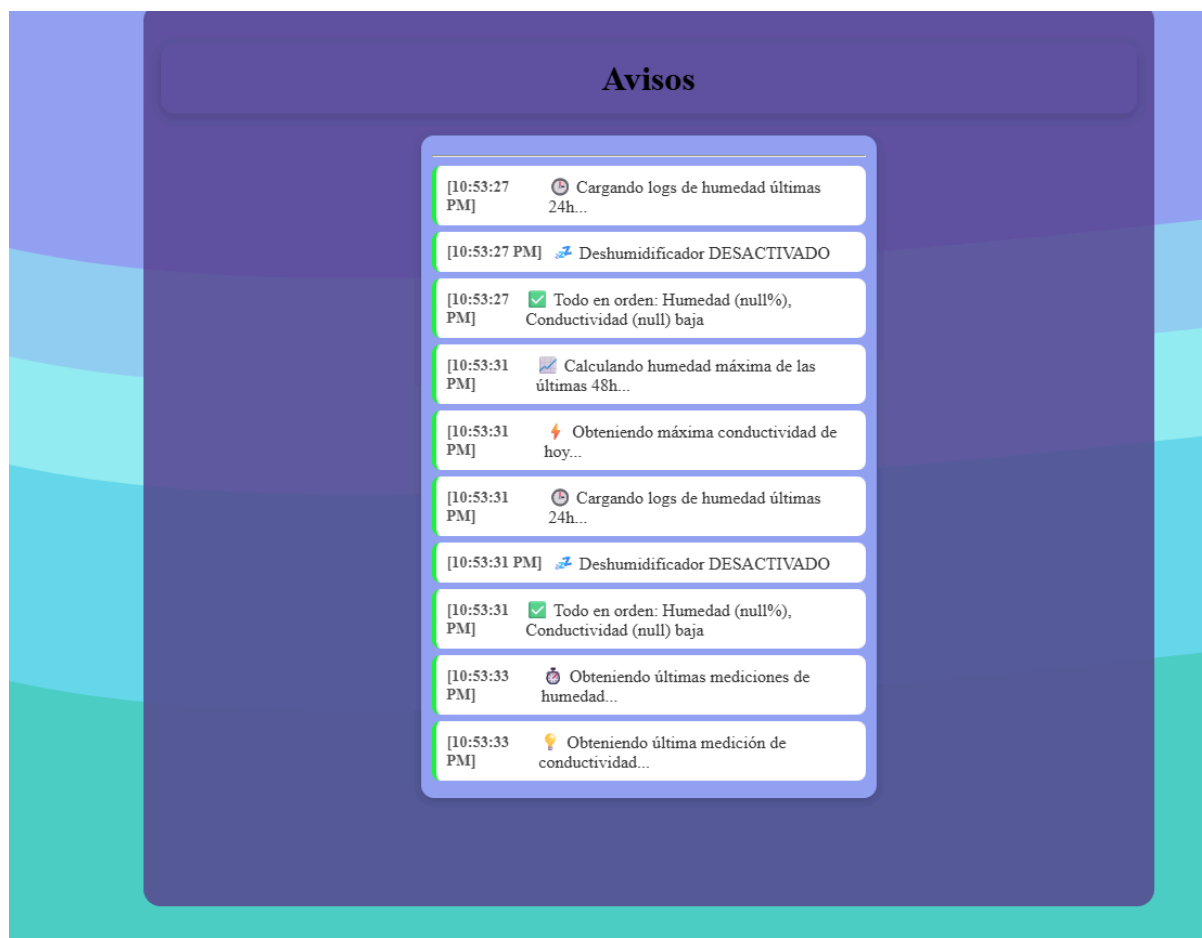 Avisos
[10:53:27 PM] 🕒 Cargando logs de humedad últimas
24h...
[10:53:27 PM] 💤 Deshumidificador DESACTIVADO
[10:53:27 PM] ✅ Todo en orden: Humedad (null%),
Conductividad (null) baja
[10:53:31 PM] 📈 Calculando humedad máxima de las
últimas 48h...
[10:53:31 PM] ⚡ Obteniendo máxima conductividad de
hoy...
[10:53:31 PM] 🕒 Cargando logs de humedad últimas
24h...
[10:53:31 PM] 💤 Deshumidificador DESACTIVADO
[10:53:31 PM] ✅ Todo en orden: Humedad (null%),
Conductividad (null) baja
[10:53:33 PM] ⏱ Obteniendo últimas mediciones de
humedad...
[10:53:33 PM] 💡 Obteniendo última medición de
conductividad...